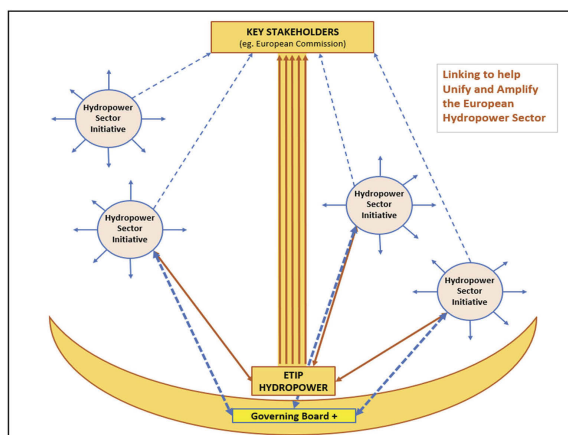 KEY STAKEHOLDERS
(eg. European Commission)
Linking to help
Unify and Amplify
the European
Hydropower Sector
Hydropower
Sector
Initiative
Hydropower
Sector
Initiative
Hydropower
Sector
Initiative
Hydropower
Sector
Initiative
ETIP
HYDROPOWER
Governing Board +